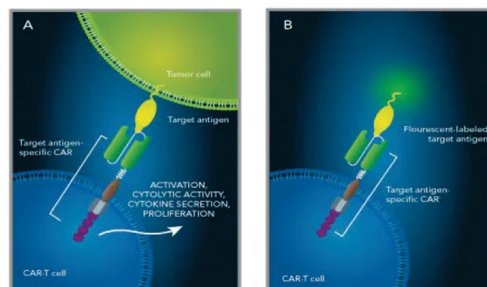 A
Tumor cell
Target antigen
Target antigen-
specific CAR
ACTIVATION,
CYTOLYTIC ACTIVITY,
CYTOKINE SECRETION,
PROLIFERATION
CAR-T cell
B
Flourescent-labeled
target antigen
Target antigen-
specific CAR
CAR-T cell